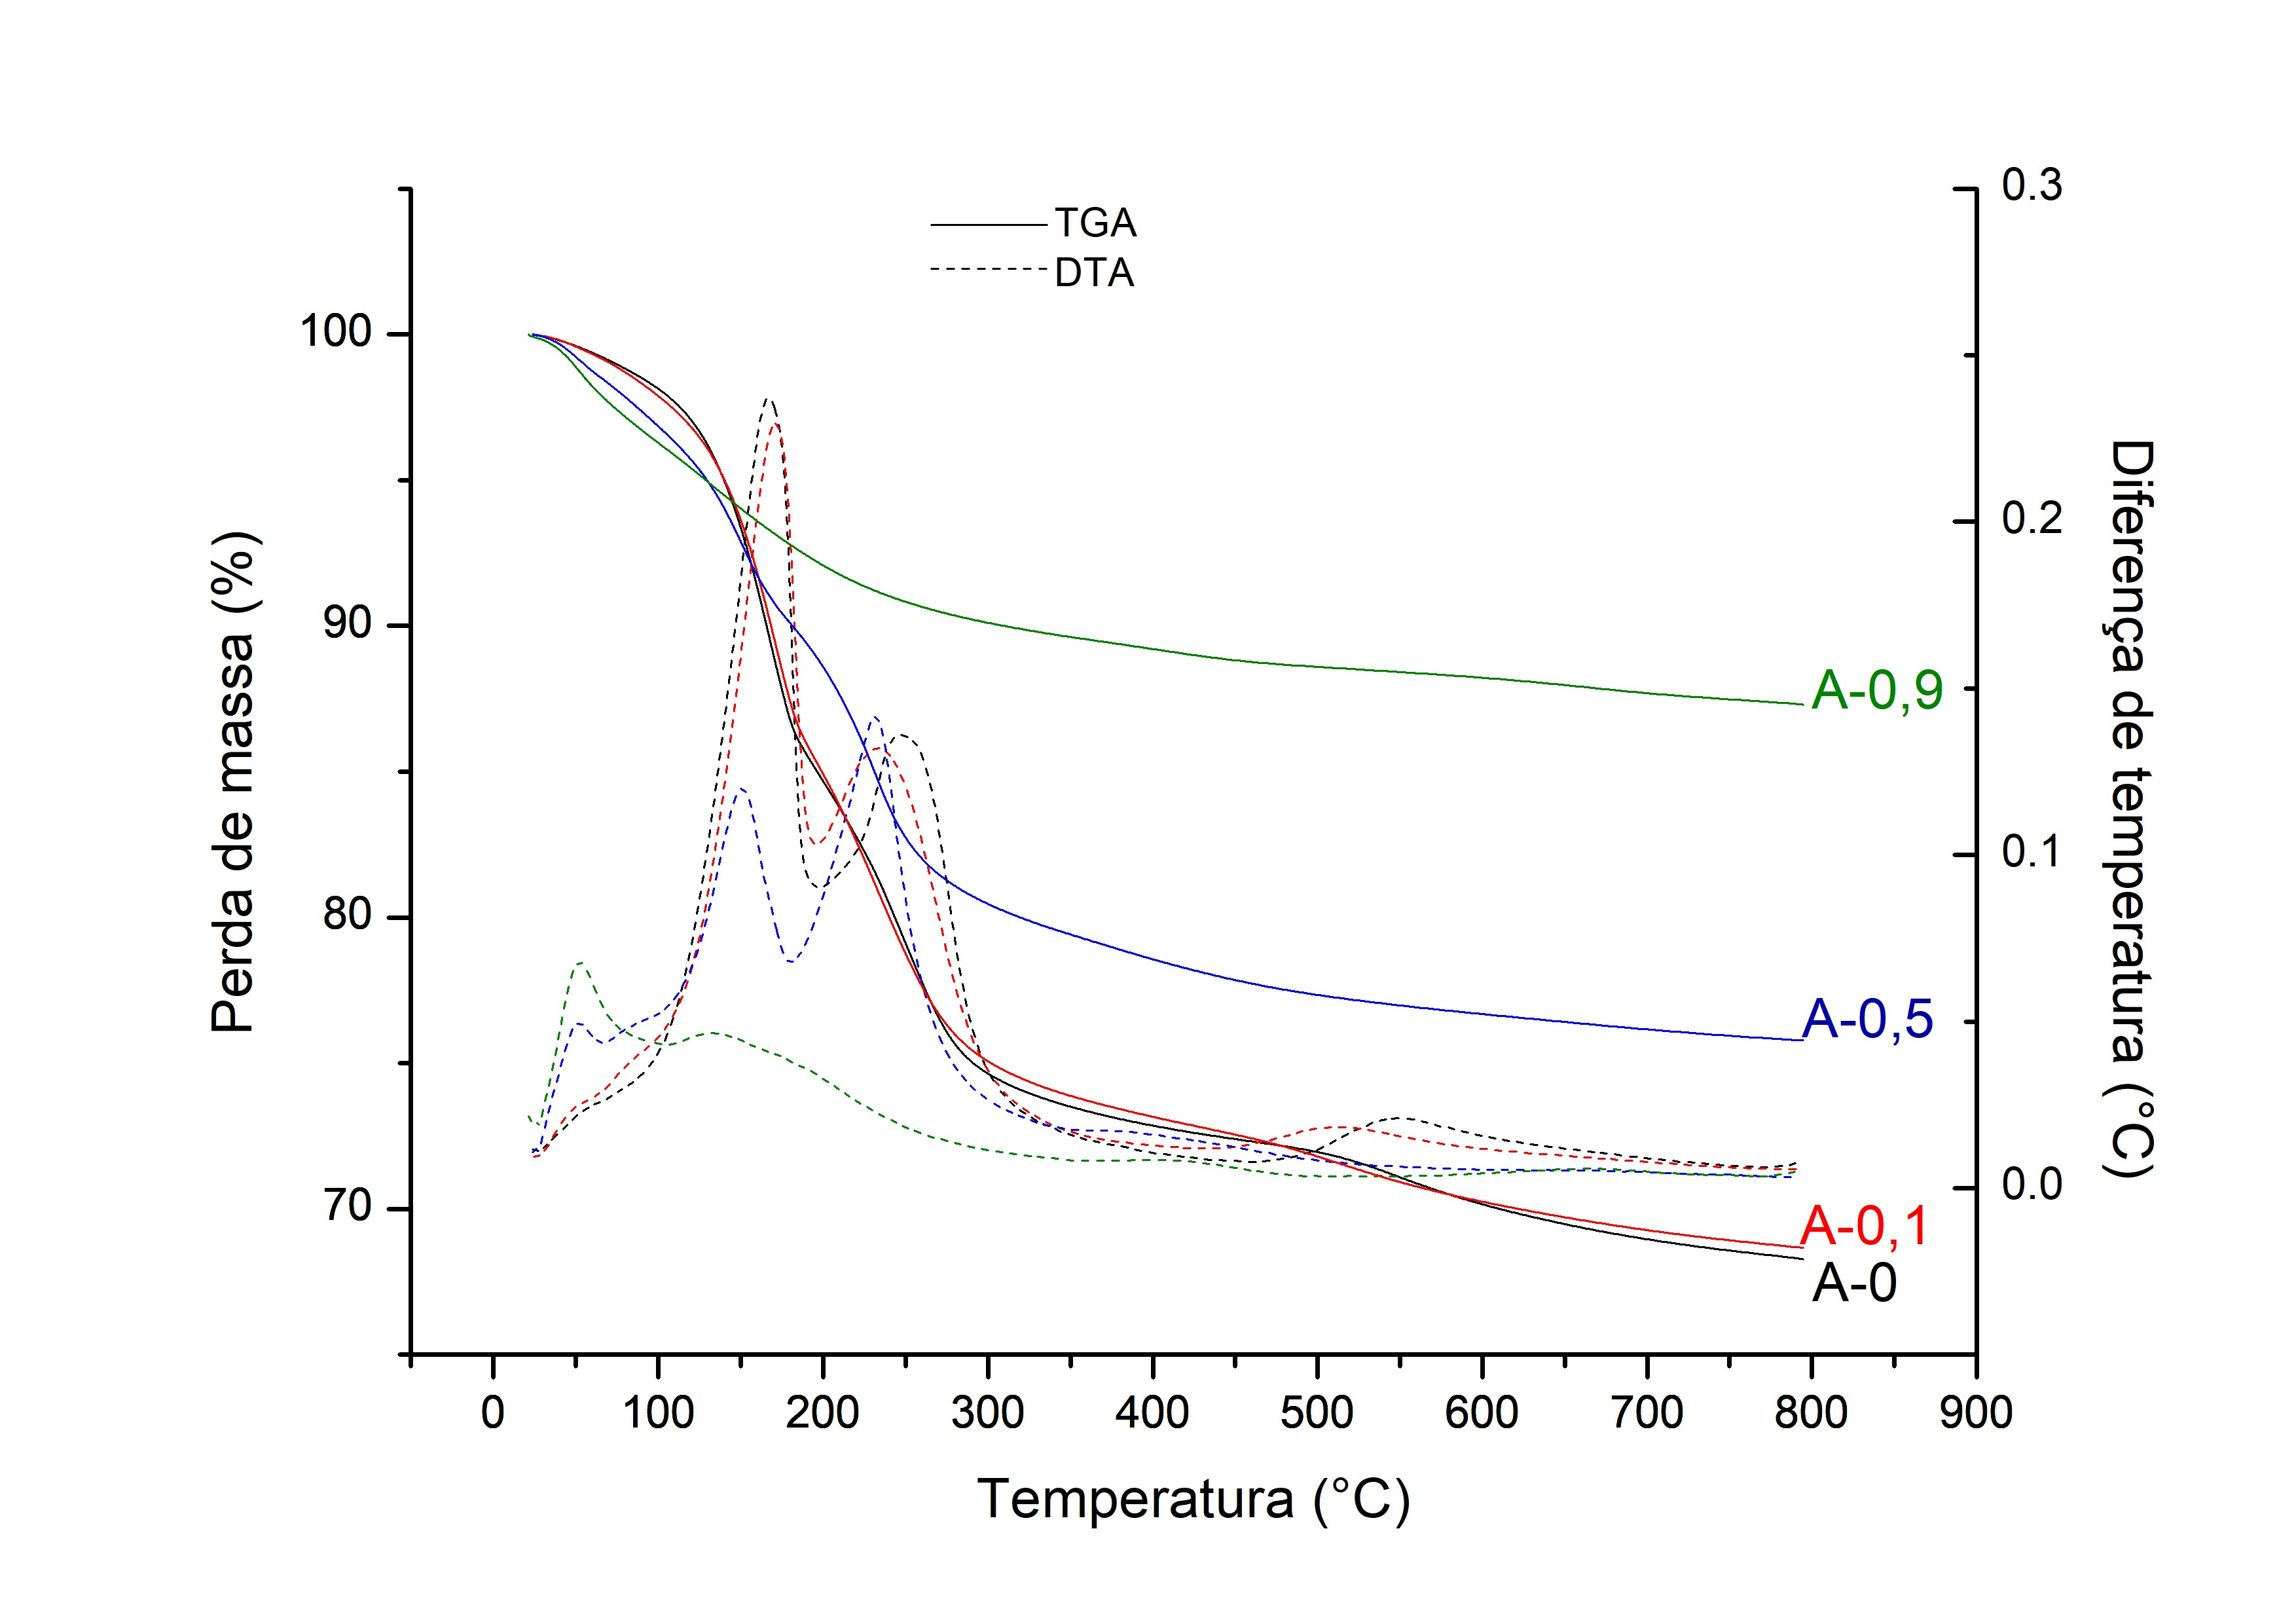 TGA
DTA
Perda de massa (%)
100
90
80
70
0.3
0.2
0.1
0.0
Diferença de temperatura (°C)
A-0,9
A-0,5
A-0,1
A-0
0 100 200 300 400 500 600 700 800 900
Temperatura (°C)